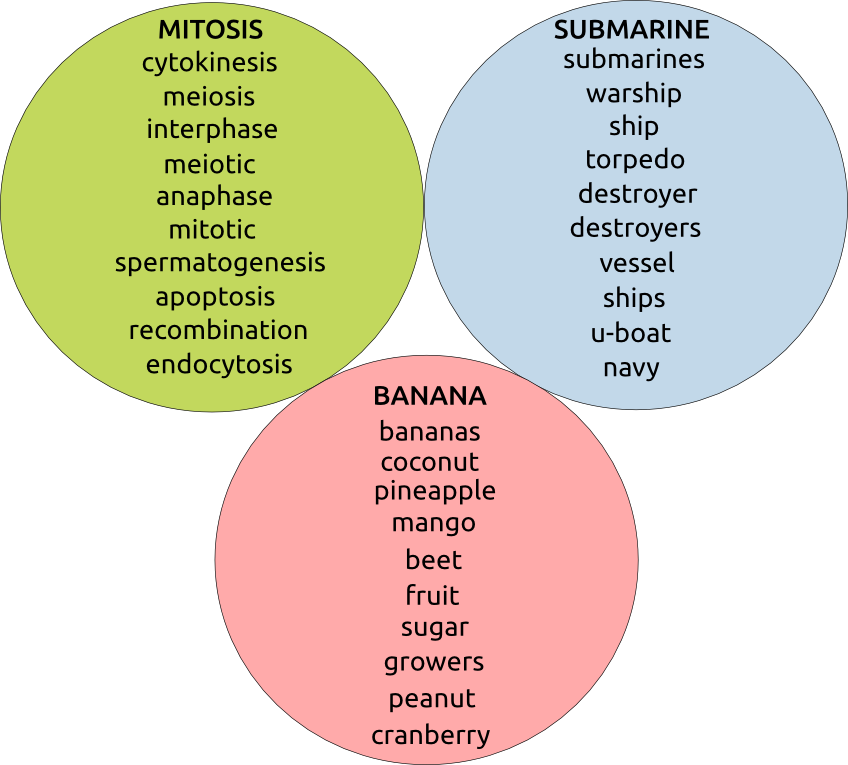 MITOSIS
cytokinesis
meiosis
interphase
meiotic
anaphase
mitotic
spermatogenesis
apoptosis
recombination
endocytosis
SUBMARINE
submarines
warship
ship
torpedo
destroyer
destroyers
vessel
ships
u-boat
navy
BANANA
bananas
coconut
pineapple
mango
beet
fruit
sugar
growers
peanut
cranberry